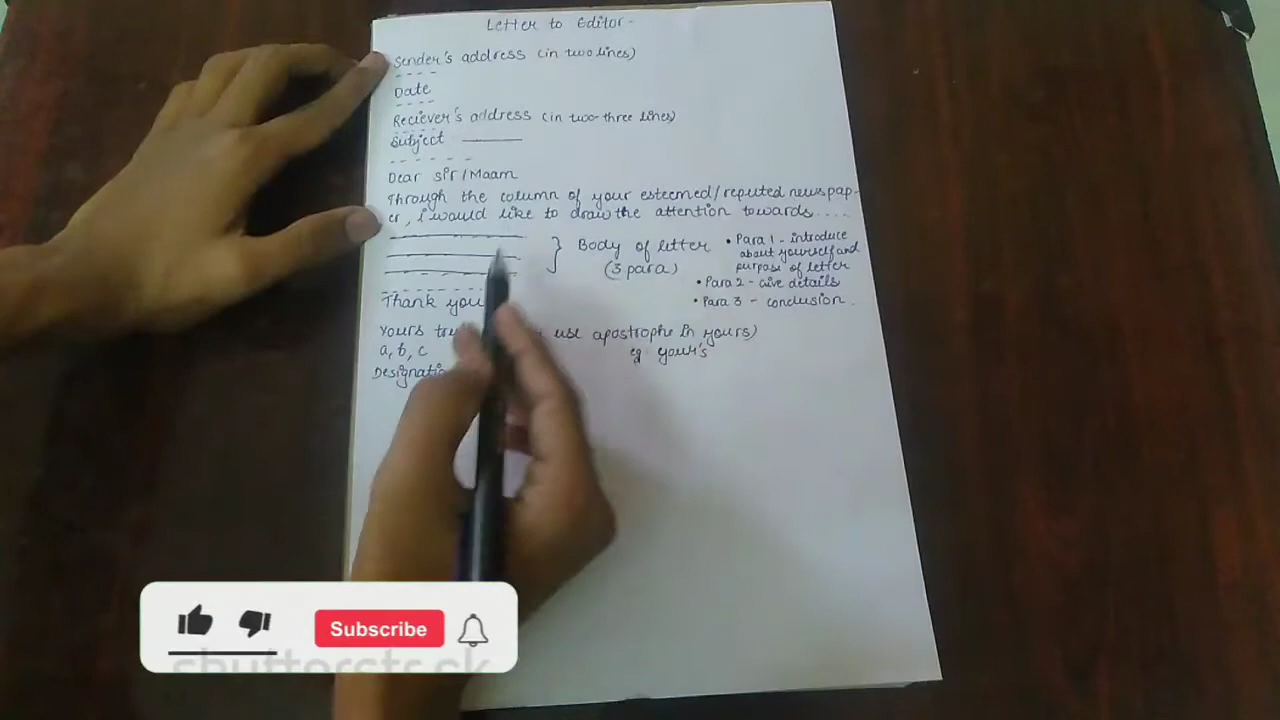 Letter to Editor -
Sender's address (in two lines)
Date
Reciever's address (in two-three lines)
Subject
Dear Sir/Maam
Through the column of your esteemed/reputed newspap-
er, i would like to draw the attention towards....
Body of letter
(3 para)
• Para 1 - introduce
about yourself and
purpose of letter
• Para 2 - Give details
• Para 3 - conclusion.
Thank you
Yours use apostrophe in yours)
a, b, c
eg your's
Subscribe
shutterstock